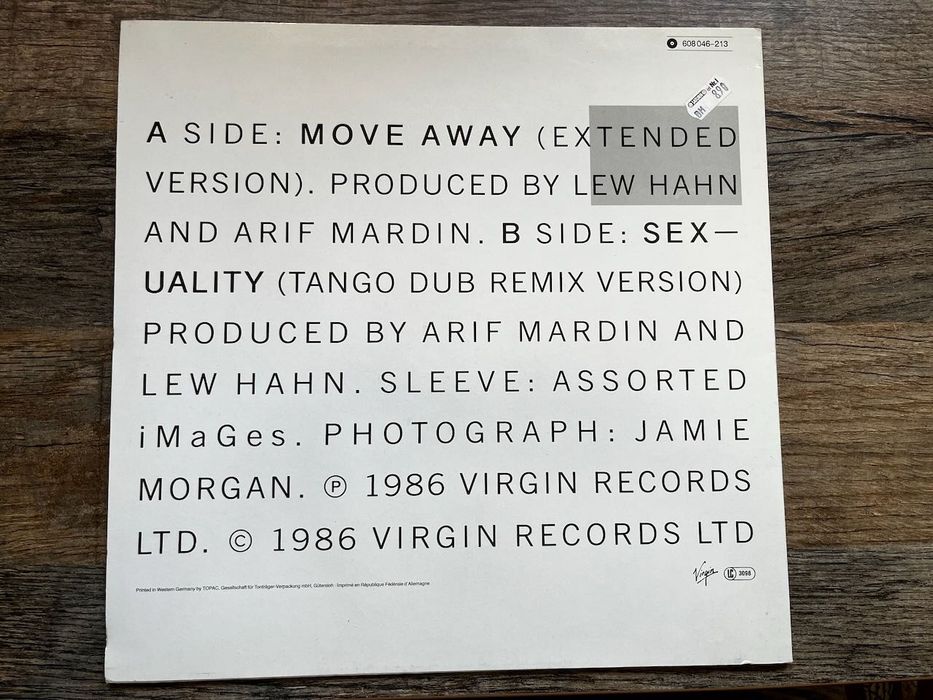 608 046-213
DM 8,90
A SIDE: MOVE AWAY (EXTENDED
VERSION). PRODUCED BY LEW HAHN
AND ARIF MARDIN. B SIDE: SEX—
UALITY (TANGO DUB REMIX VERSION)
PRODUCED BY ARIF MARDIN AND
LEW HAHN. SLEEVE: ASSORTED
iMaGes. PHOTOGRAPH: JAMIE
MORGAN. ℗ 1986 VIRGIN RECORDS
LTD. © 1986 VIRGIN RECORDS LTD
Virgin LC 3098
Printed in Western Germany by TOPAC, Gesellschaft für Tonträger-Verpackung mbH, Gütersloh · Imprimé en République Fédérale d'Allemagne